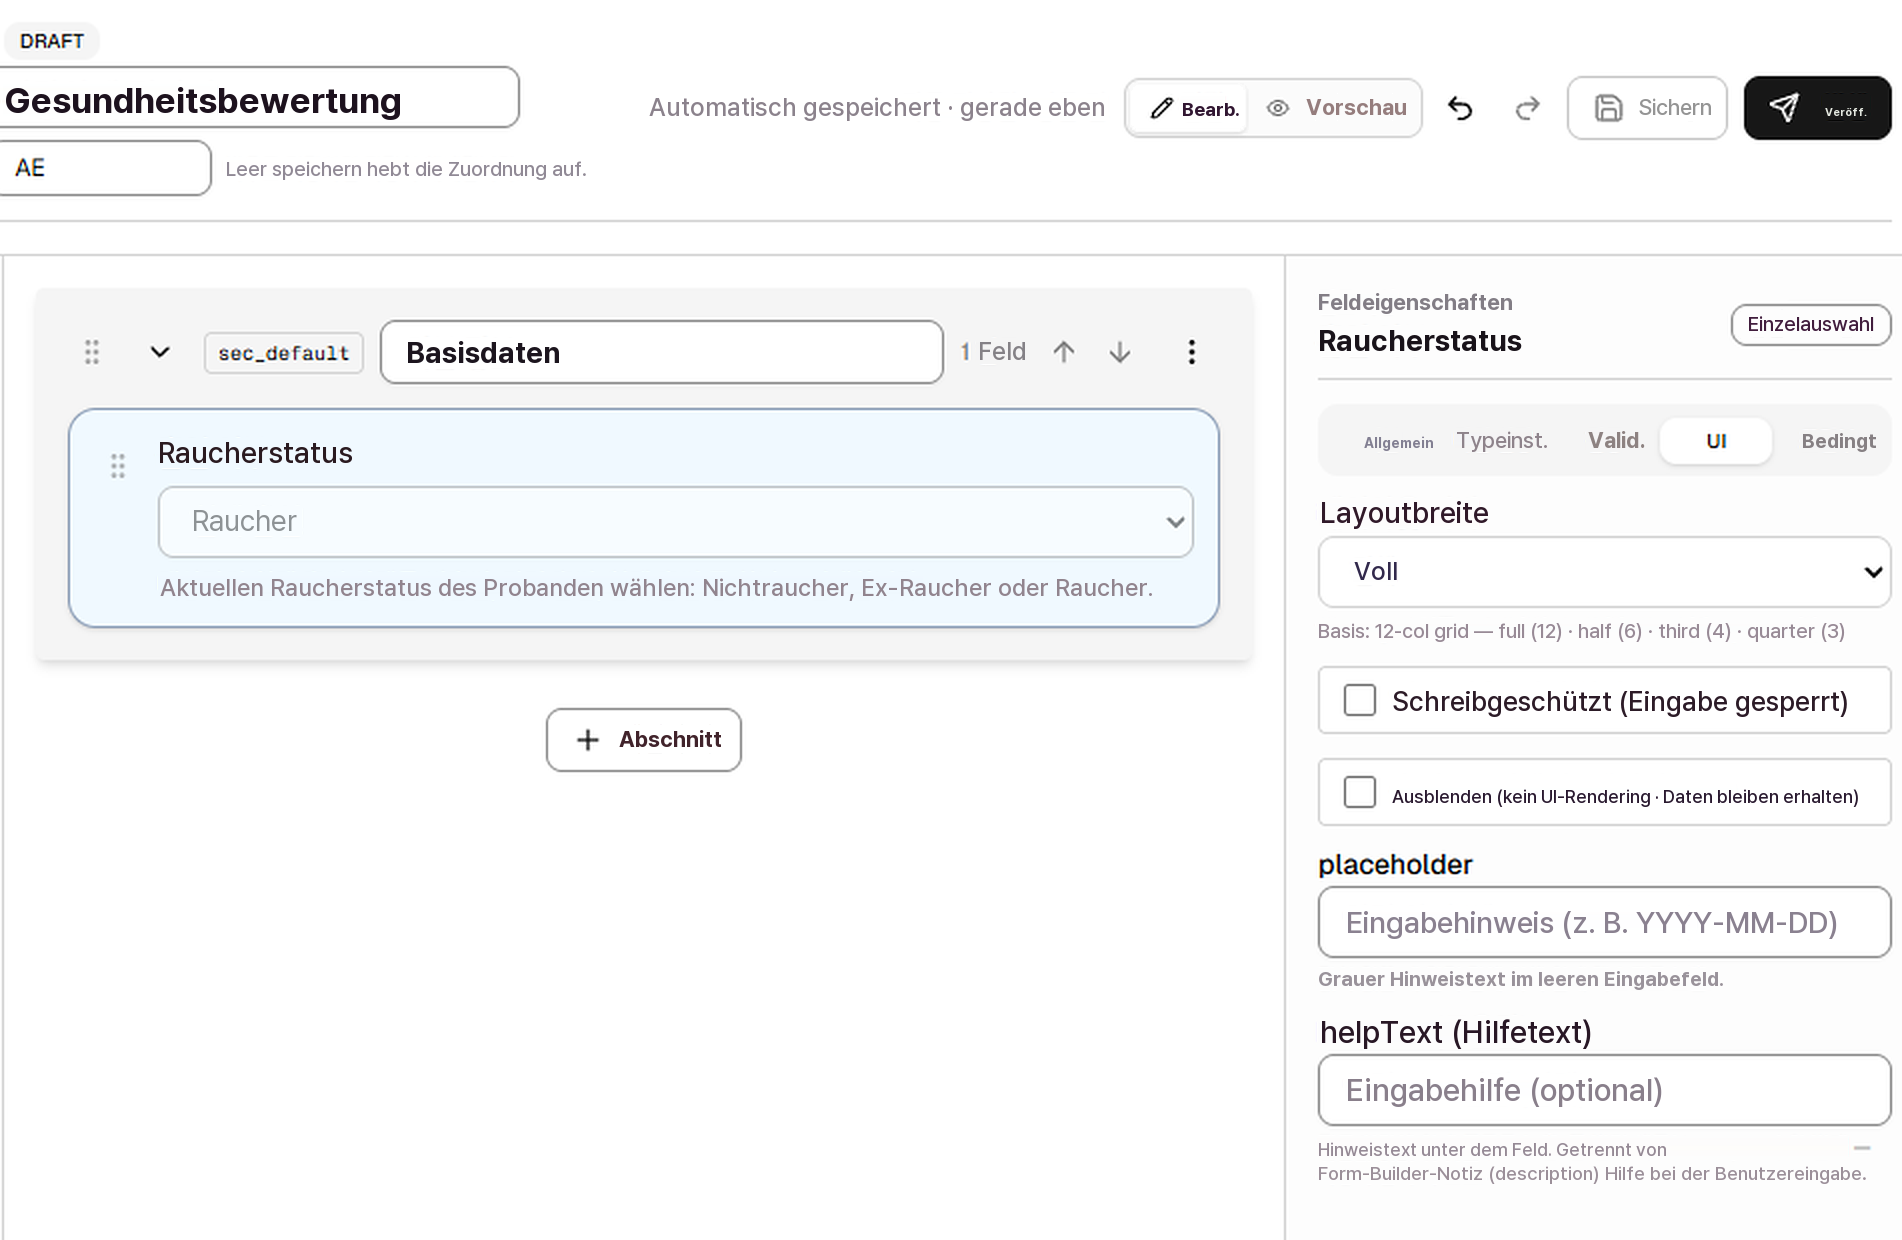 DRAFT
Gesundheitsbewertung
Automatisch gespeichert · gerade eben
Bearb.
Vorschau
Sichern
Veröff.
AE
Leer speichern hebt die Zuordnung auf.
sec_default
Basisdaten
1 Feld
Raucherstatus
Raucher
Aktuellen Raucherstatus des Probanden wählen: Nichtraucher, Ex-Raucher oder Raucher.
Abschnitt
Feldeigenschaften
Raucherstatus
Einzelauswahl
Allgemein
Typeinst.
Valid.
UI
Bedingt
Layoutbreite
Voll
Basis: 12-col grid — full (12) · half (6) · third (4) · quarter (3)
Schreibgeschützt (Eingabe gesperrt)
Ausblenden (kein UI-Rendering · Daten bleiben erhalten)
placeholder
Eingabehinweis (z. B. YYYY-MM-DD)
Grauer Hinweistext im leeren Eingabefeld.
helpText (Hilfetext)
Eingabehilfe (optional)
Hinweistext unter dem Feld. Getrennt von —
Form-Builder-Notiz (description) Hilfe bei der Benutzereingabe.